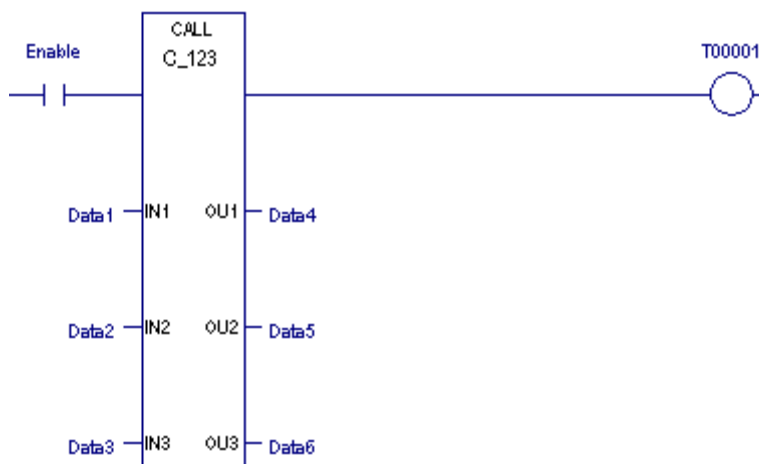 CALL
Enable
C_123
T00001
Data1 IN1 OU1 Data4
Data2 IN2 OU2 Data5
Data3 IN3 OU3 Data6